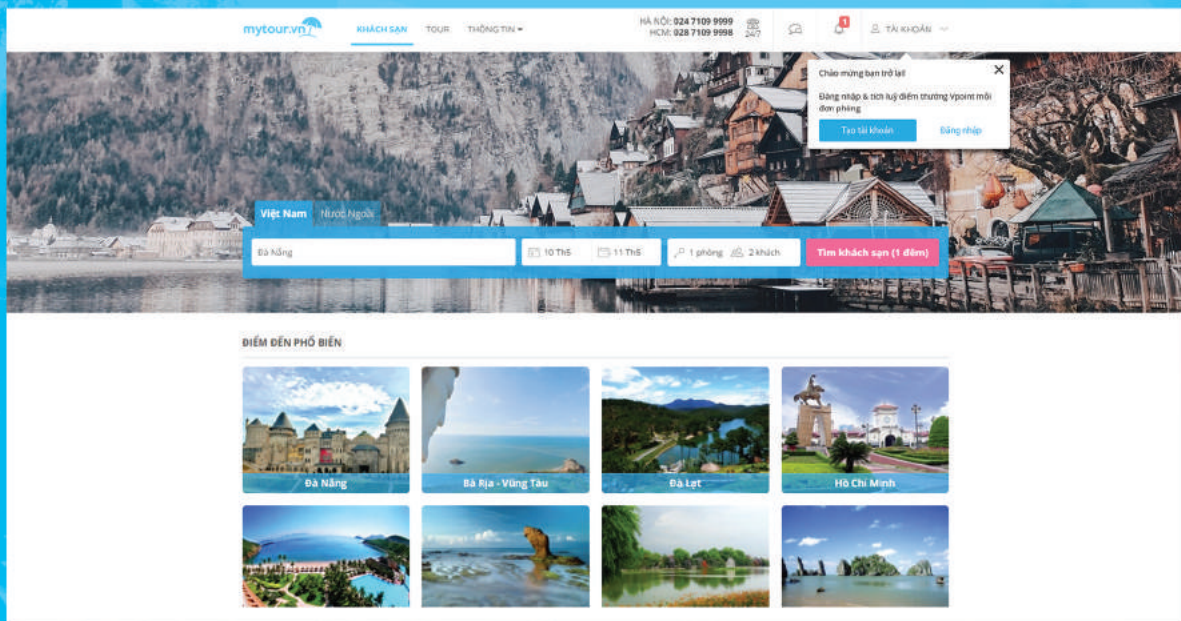 mytour.vn
KHÁCH SẠN
TOUR
THÔNG TIN
HÀ NỘI: 024 7109 9999
HCM: 028 7109 9998
24/7
1
TÀI KHOẢN
Chào mừng bạn trở lại!
Đăng nhập & tích luỹ điểm thưởng Vpoint mỗi
đơn phòng
Tạo tài khoản
Đăng nhập
Việt Nam
Nước Ngoài
Đà Nẵng
10 Th5
11 Th5
1 phòng
2 khách
Tìm khách sạn (1 đêm)
ĐIỂM ĐẾN PHỔ BIẾN
Đà Nẵng
Bà Rịa - Vũng Tàu
Đà Lạt
Hồ Chí Minh